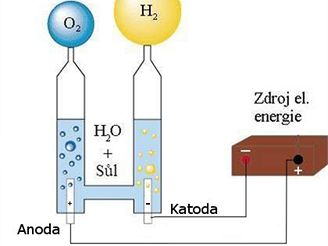 O₂
H₂
Zdroj el.
energie
H₂O
+
Sůl
−
+
+
−
Katoda
Anoda